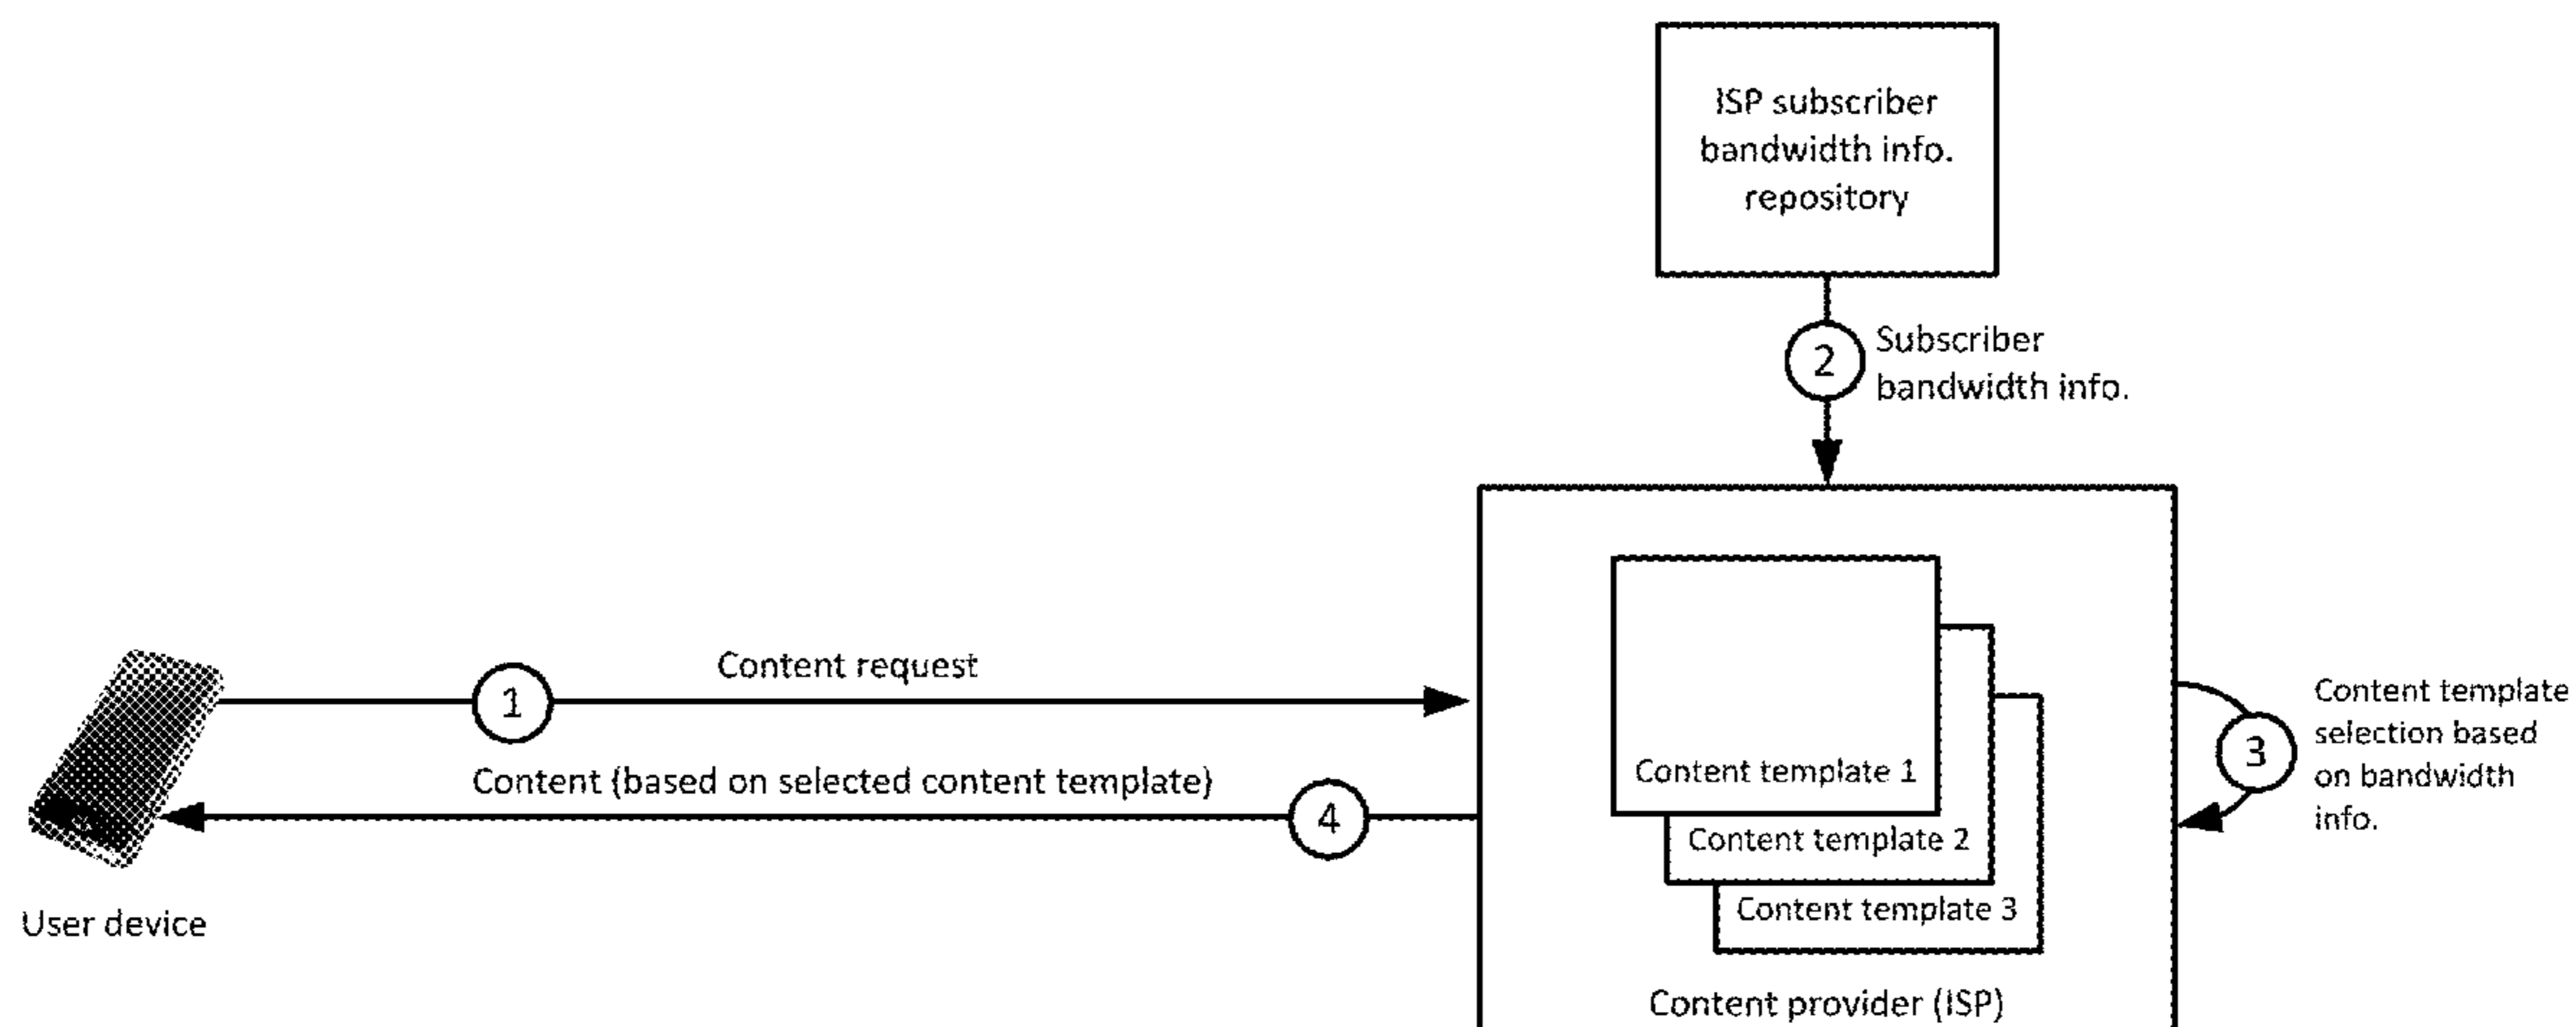 ISP subscriber
bandwidth info.
repository
2
Subscriber
bandwidth info.
Content request
1
Content (based on selected content template)
4
User device
Content template 1
Content template 2
Content template 3
Content provider (ISP)
3
Content template
selection based
on bandwidth
info.